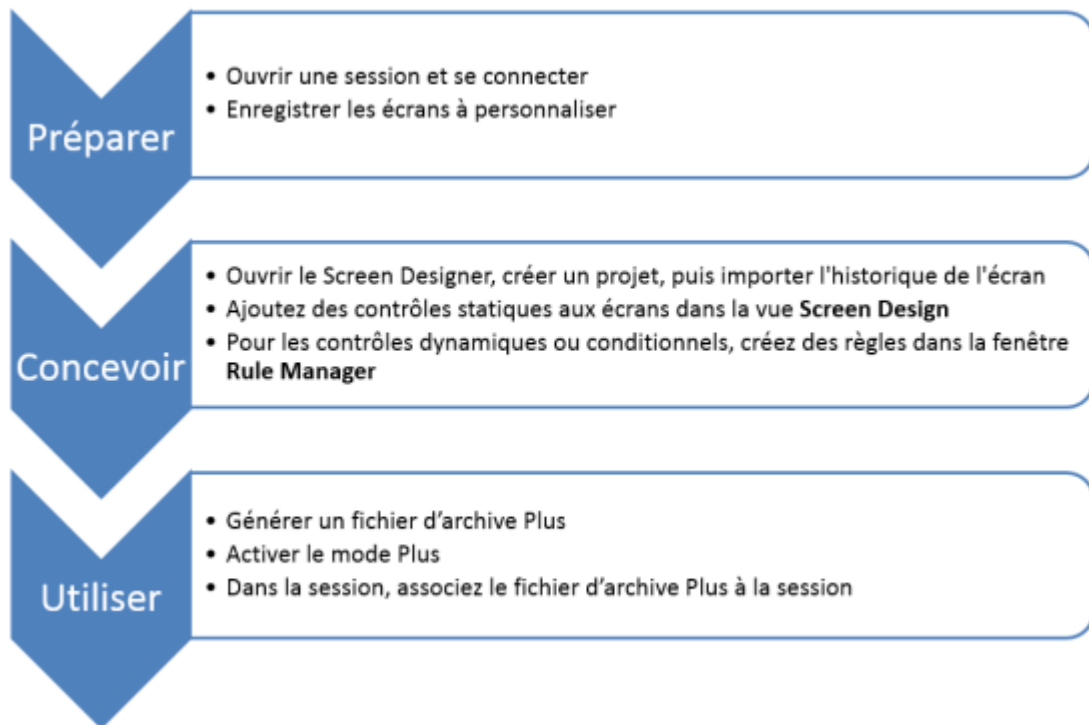 Préparer
• Ouvrir une session et se connecter
• Enregistrer les écrans à personnaliser
Concevoir
• Ouvrir le Screen Designer, créer un projet, puis importer l'historique de l'écran
• Ajoutez des contrôles statiques aux écrans dans la vue Screen Design
• Pour les contrôles dynamiques ou conditionnels, créez des règles dans la fenêtre
Rule Manager
Utiliser
• Générer un fichier d’archive Plus
• Activer le mode Plus
• Dans la session, associez le fichier d’archive Plus à la session